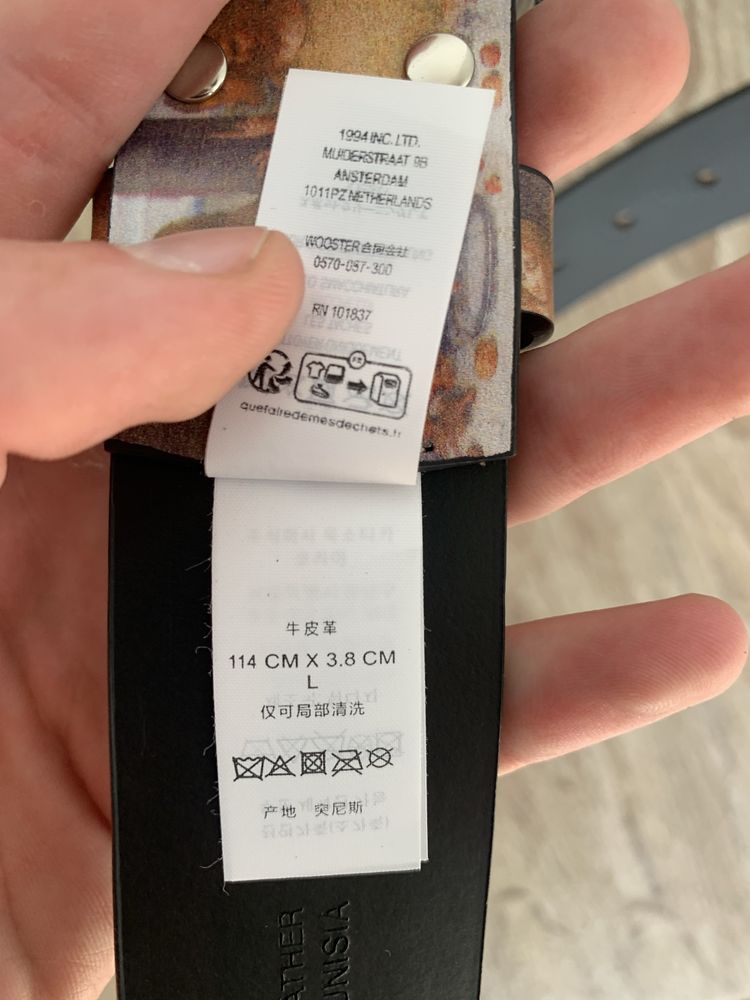 1994 INC. LTD.
MUIDERSTRAAT 9B
AMSTERDAM
1011PZ NETHERLANDS
WOOSTER合同会社
0570-087-300
RN 101837
FR
quefairedemesdechets.fr
牛皮革
114 CM X 3.8 CM
L
仅可局部清洗
产地 突尼斯
ATHER
UNISIA